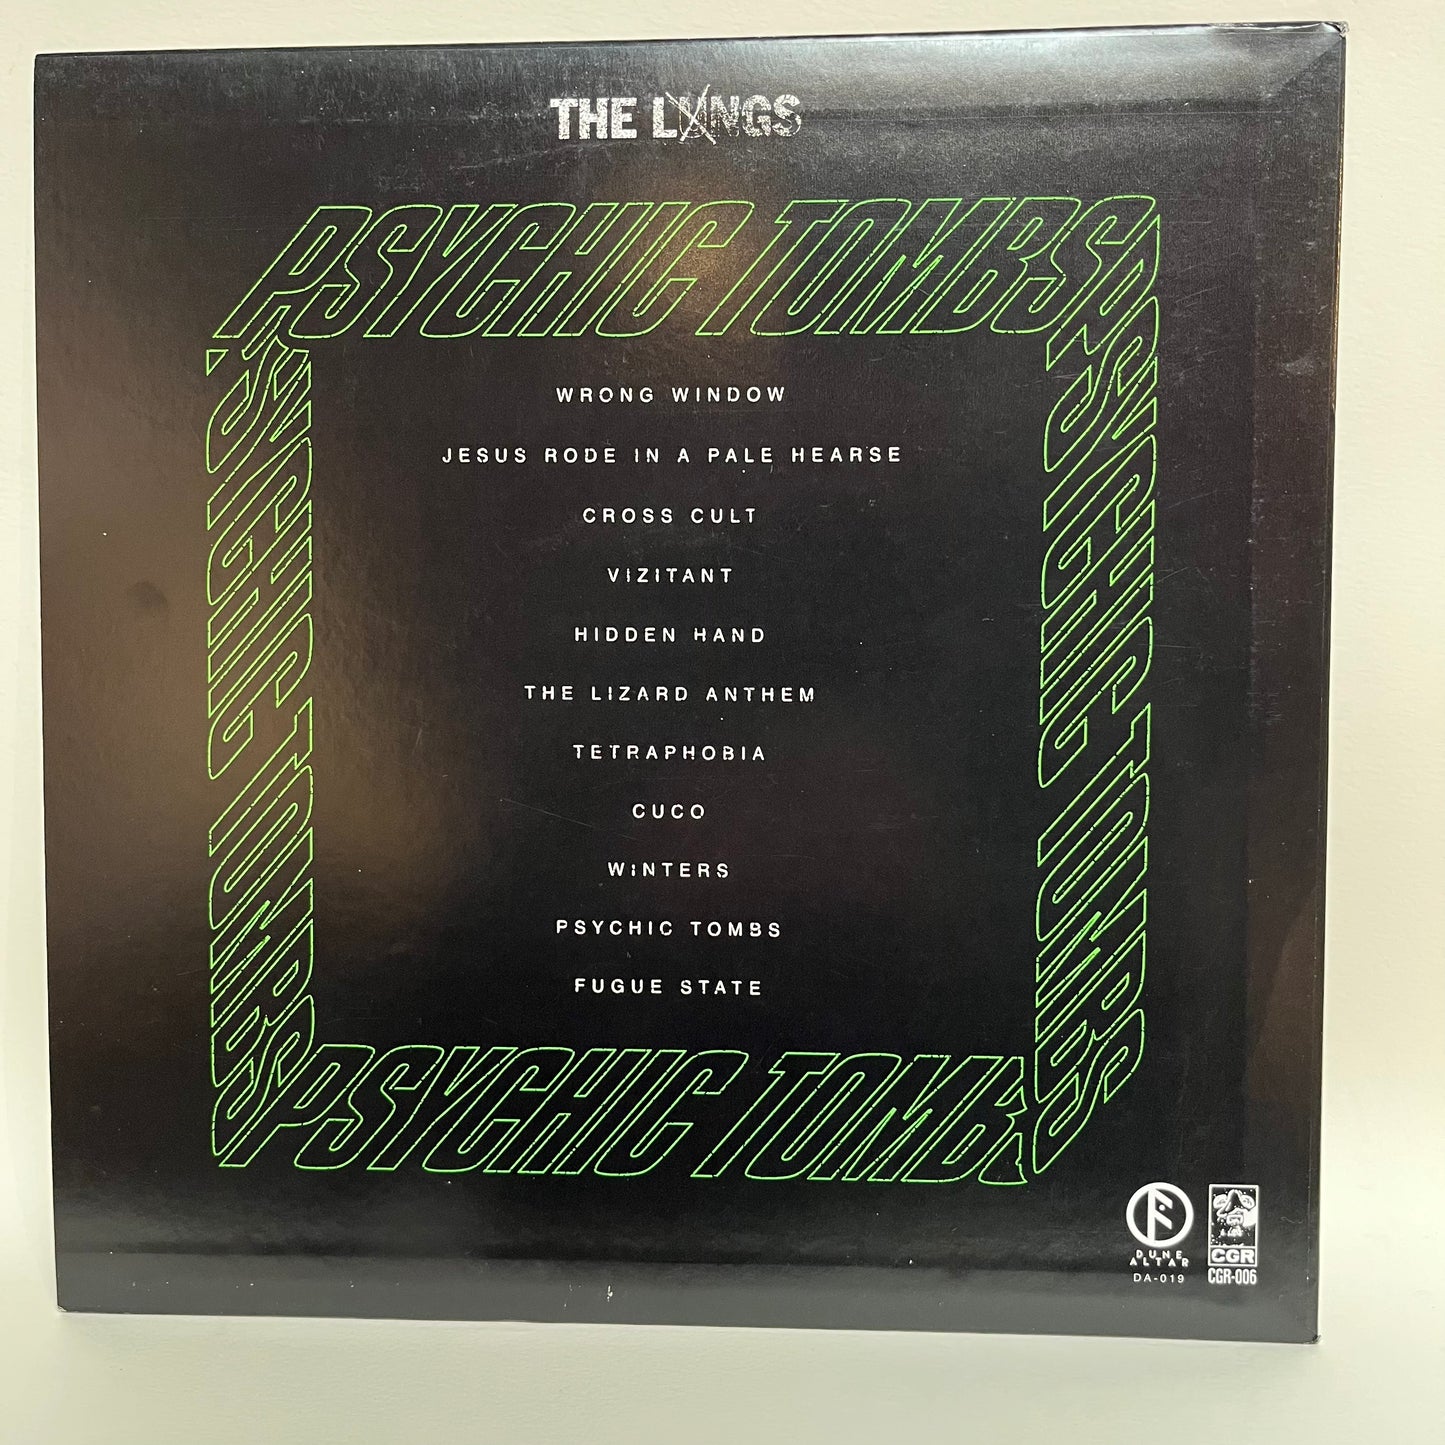 THE LUNGS
PSYCHIC TOMBS
PSYCHIC TOMBS
PSYCHIC TOMBS
WRONG WINDOW
JESUS RODE IN A PALE HEARSE
CROSS CULT
VIZITANT
HIDDEN HAND
THE LIZARD ANTHEM
TETRAPHOBIA
CUCO
WINTERS
PSYCHIC TOMBS
FUGUE STATE
PSYCHIC TOMBS
DUNE
ALTAR
DA-019
CGR
CGR-006